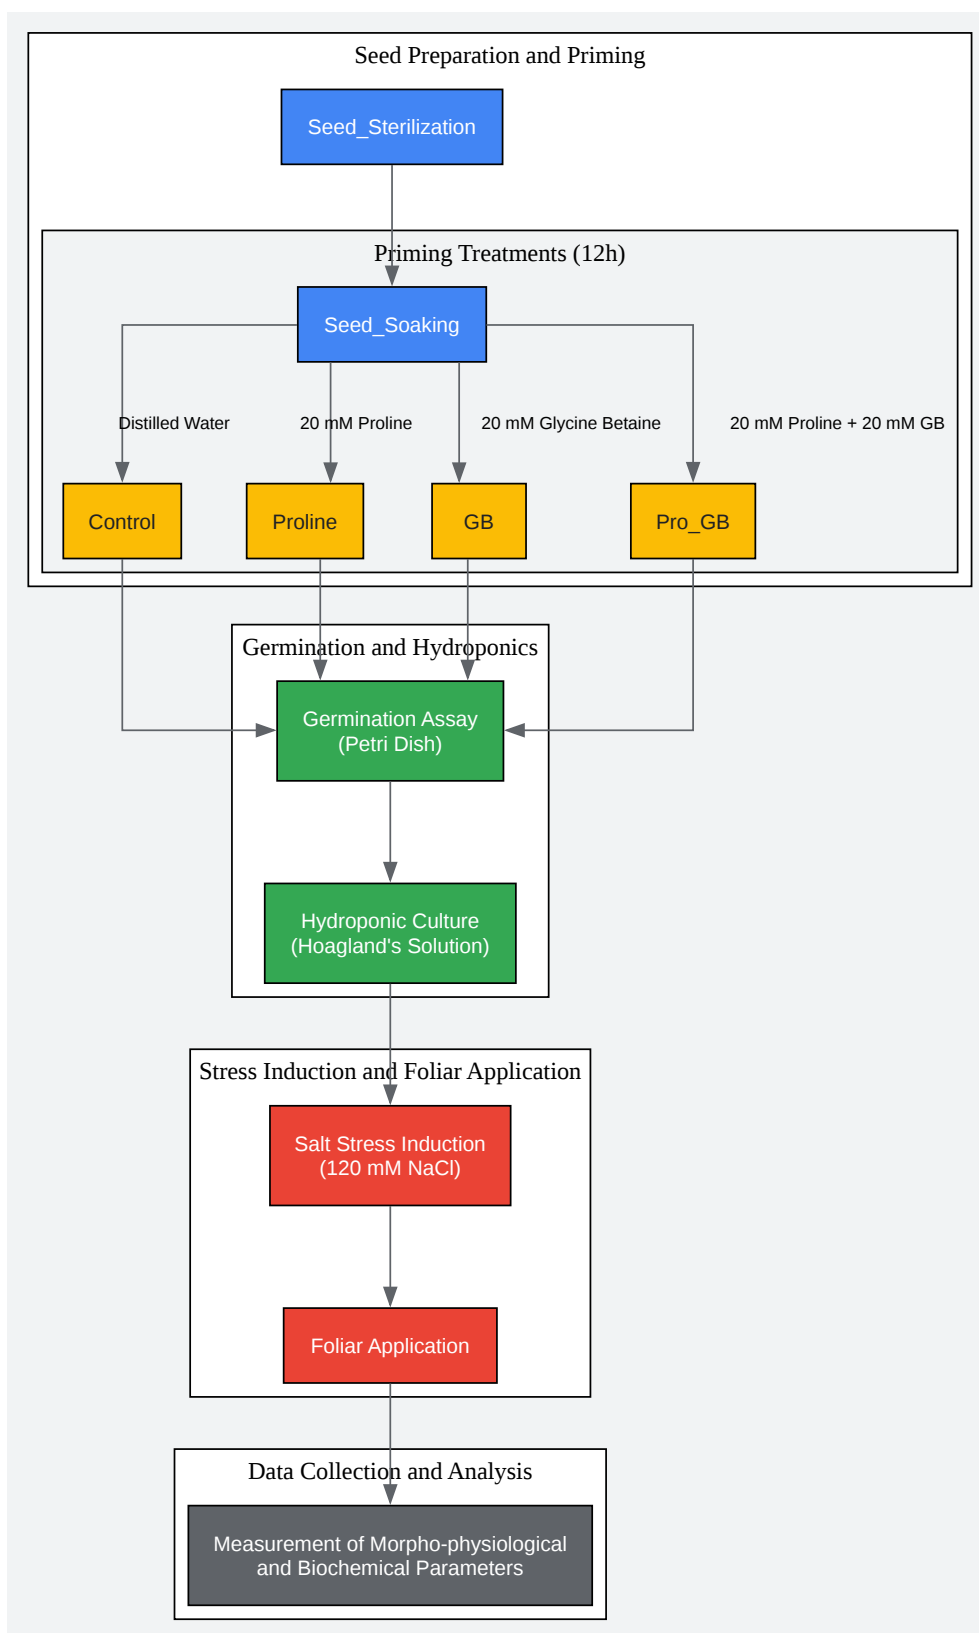 Seed Preparation and Priming
Seed_Sterilization
Priming Treatments (12h)
Seed_Soaking
Distilled Water
20 mM Proline
20 mM Glycine Betaine
20 mM Proline + 20 mM GB
Control
Proline
GB
Pro_GB
Germination and Hydroponics
Germination Assay
(Petri Dish)
Hydroponic Culture
(Hoagland's Solution)
Stress Induction and Foliar Application
Salt Stress Induction
(120 mM NaCl)
Foliar Application
Data Collection and Analysis
Measurement of Morpho-physiological
and Biochemical Parameters